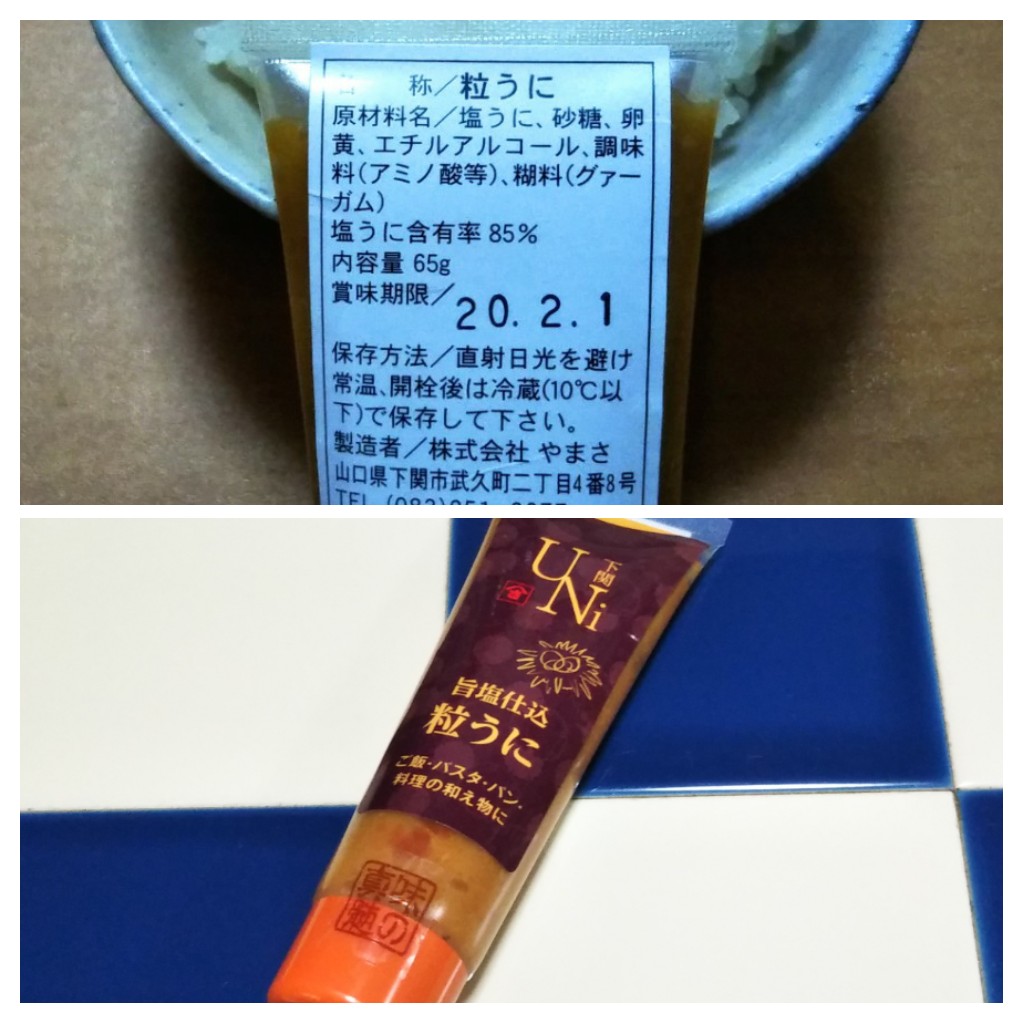 名 称／粒うに
原材料名／塩うに、砂糖、卵
黄、エチルアルコール、調味
料(アミノ酸等)、糊料(グァー
ガム)
塩うに含有率 85%
内容量 65g
賞味期限／20. 2. 1
保存方法／直射日光を避け
常温、開栓後は冷蔵(10℃以
下)で保存して下さい。
製造者／株式会社 やまさ
山口県下関市武久町二丁目4番8号
下関
UNi
旨塩仕込
粒うに
ご飯・パスタ・パン、
料理の和え物に
味の
真髄